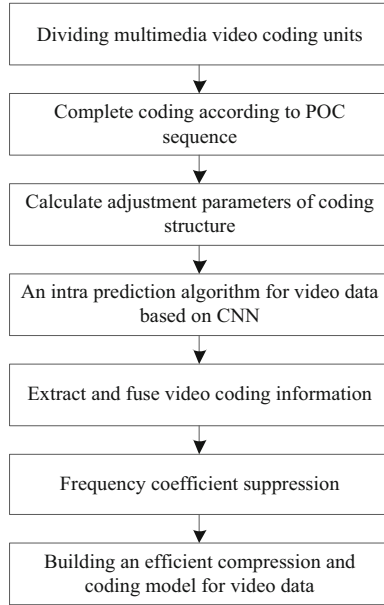 Dividing multimedia video coding units
Complete coding according to POC
sequence
Calculate adjustment parameters of coding
structure
An intra prediction algorithm for video data
based on CNN
Extract and fuse video coding information
Frequency coefficient suppression
Building an efficient compression and
coding model for video data